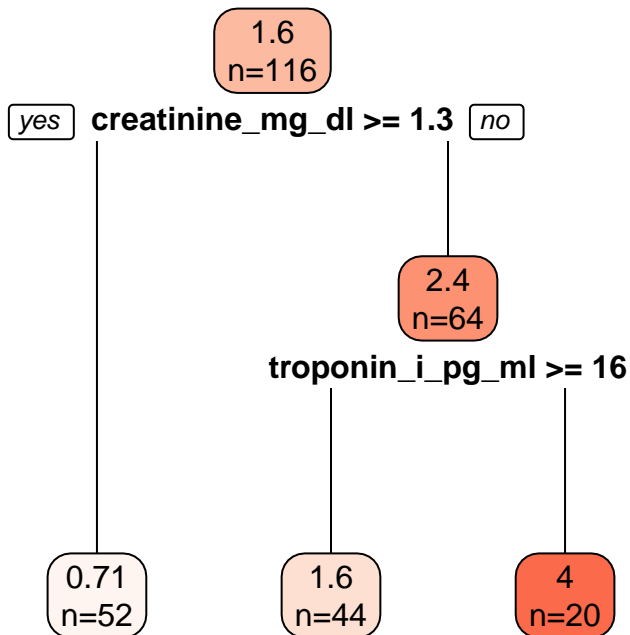 1.6
n=116
yes creatinine_mg_dl >= 1.3 no
2.4
n=64
troponin_i_pg_ml >= 16
0.71
n=52
1.6
n=44
4
n=20